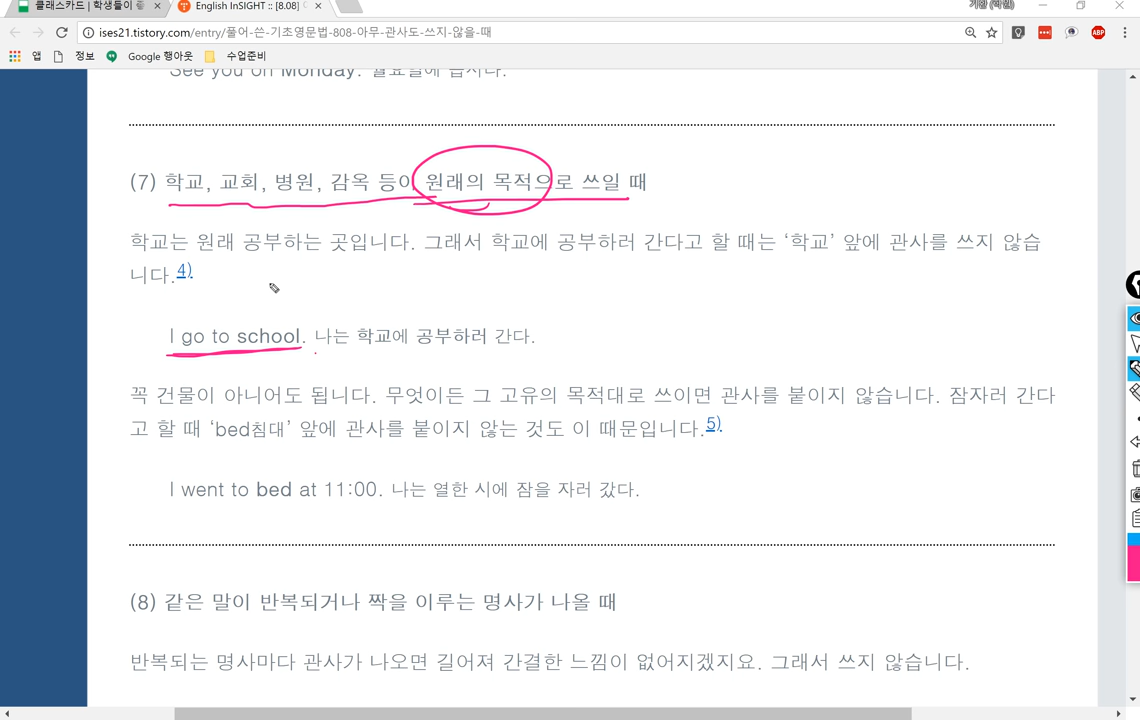 클래스카드 | 학생들이 좋
English InSIGHT :: [8.08]
ises21.tistory.com/entry/풀어-쓴-기초영문법-808-아무-관사도-쓰지-않을-때
ABP
앱 정보 Google 행아웃 수업준비
See you on Monday. 월요일에 봅시다.
(7) 학교, 교회, 병원, 감옥 등이 원래의 목적으로 쓰일 때
학교는 원래 공부하는 곳입니다. 그래서 학교에 공부하러 간다고 할 때는 ‘학교’ 앞에 관사를 쓰지 않습
니다.4)
I go to school. 나는 학교에 공부하러 간다.
꼭 건물이 아니어도 됩니다. 무엇이든 그 고유의 목적대로 쓰이면 관사를 붙이지 않습니다. 잠자러 간다
고 할 때 ‘bed침대’ 앞에 관사를 붙이지 않는 것도 이 때문입니다.5)
I went to bed at 11:00. 나는 열한 시에 잠을 자러 갔다.
(8) 같은 말이 반복되거나 짝을 이루는 명사가 나올 때
반복되는 명사마다 관사가 나오면 길어져 간결한 느낌이 없어지겠지요. 그래서 쓰지 않습니다.